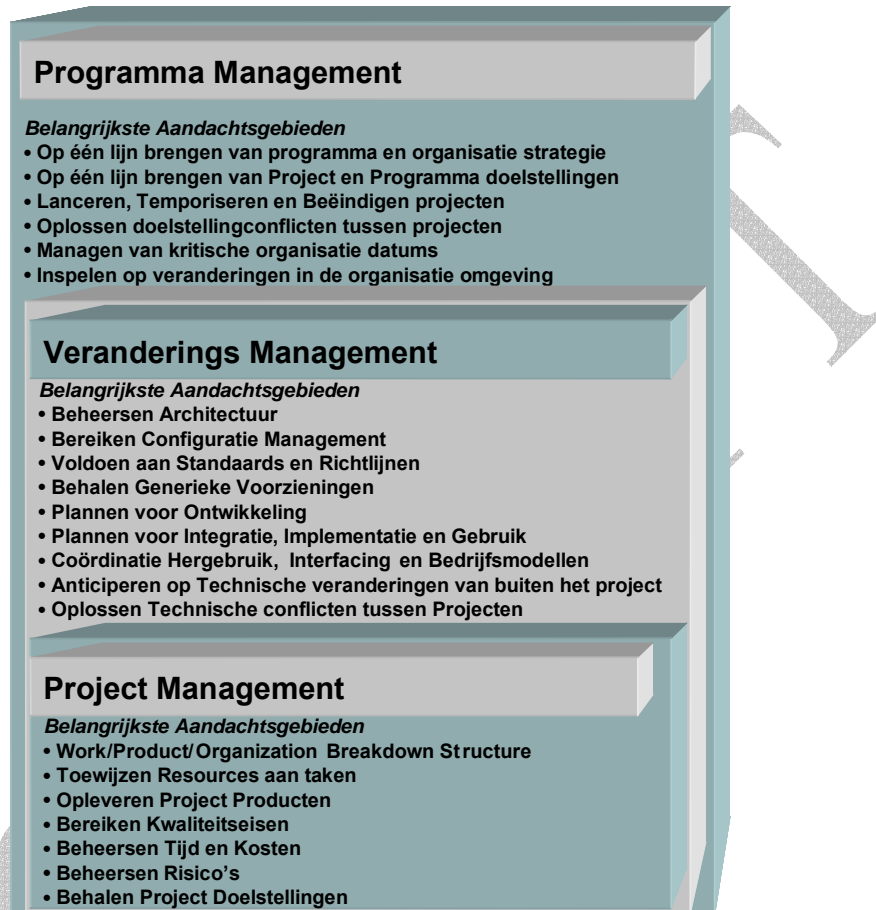 Programma Management
Belangrijkste Aandachtsgebieden
• Op één lijn brengen van programma en organisatie strategie
• Op één lijn brengen van Project en Programma doelstellingen
• Lanceren, Temporiseren en Beëindigen projecten
• Oplossen doelstellingconflicten tussen projecten
• Managen van kritische organisatie datums
• Inspelen op veranderingen in de organisatie omgeving
Veranderings Management
Belangrijkste Aandachtsgebieden
• Beheersen Architectuur
• Bereiken Configuratie Management
• Voldoen aan Standaards en Richtlijnen
• Behalen Generieke Voorzieningen
• Plannen voor Ontwikkeling
• Plannen voor Integratie, Implementatie en Gebruik
• Coördinatie Hergebruik, Interfacing en Bedrijfsmodellen
• Anticiperen op Technische veranderingen van buiten het project
• Oplossen Technische conflicten tussen Projecten
Project Management
Belangrijkste Aandachtsgebieden
• Work/Product/Organization Breakdown Structure
• Toewijzen Resources aan taken
• Opleveren Project Producten
• Bereiken Kwaliteitseisen
• Beheersen Tijd en Kosten
• Beheersen Risico's
• Behalen Project Doelstellingen